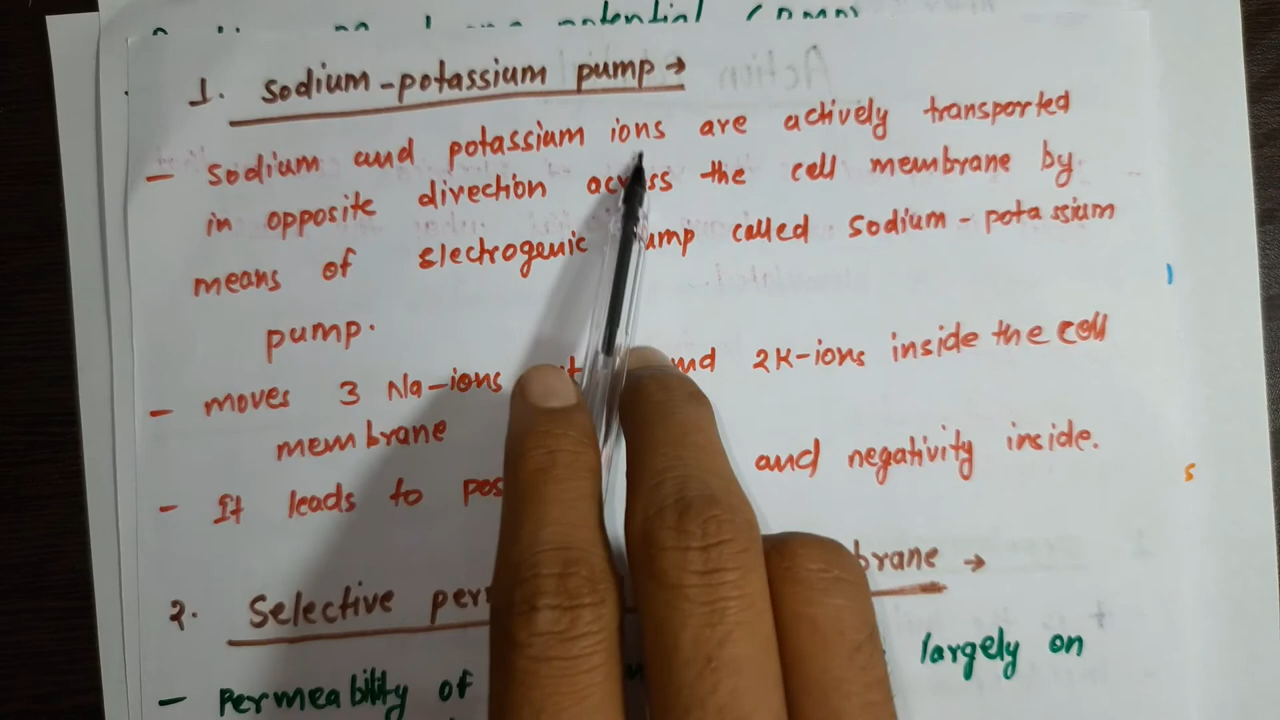 potential
1. Sodium-potassium pump →
- Sodium and potassium ions are actively transported
in opposite direction across the cell membrane by
means of Electrogenic pump called Sodium-potassium
pump.
- moves 3 Na-ions and 2K-ions inside the cell
membrane
- It leads to and negativity inside.
2. Selective →
- Permeability of largely on